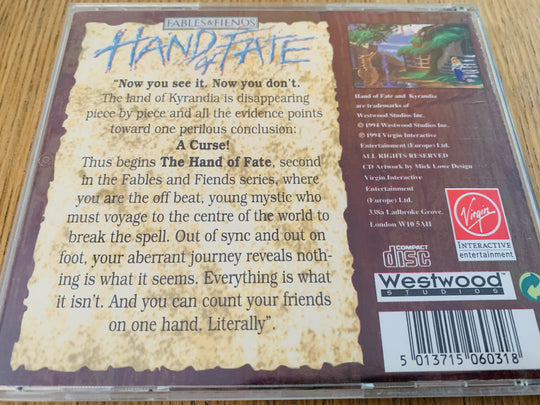 FABLES & FIENDS
HAND OF FATE
"Now you see it. Now you don't.
The land of Kyrandia is disappearing
piece by piece and all the evidence points
toward one perilous conclusion:
A Curse!
Thus begins The Hand of Fate, second
in the Fables and Fiends series, where
you are the off beat, young mystic who
must voyage to the centre of the world to
break the spell. Out of sync and out on
foot, your aberrant journey reveals noth-
ing is what it seems. Everything is what
it isn't. And you can count your friends
on one hand. Literally".
Hand of Fate and Kyrandia
are trademarks of
Westwood Studios Inc.
© 1994 Westwood Studios Inc.
© 1994 Virgin Interactive
Entertainment (Europe) Ltd.
ALL RIGHTS RESERVED
CD Artwork by Mick Lowe Design
Virgin Interactive
Entertainment
(Europe) Ltd.
338a Ladbroke Grove,
London W10 5AH
Virgin
INTERACTIVE
entertainment
COMPACT
disc
Westwood
STUDIOS
5 013715 060318